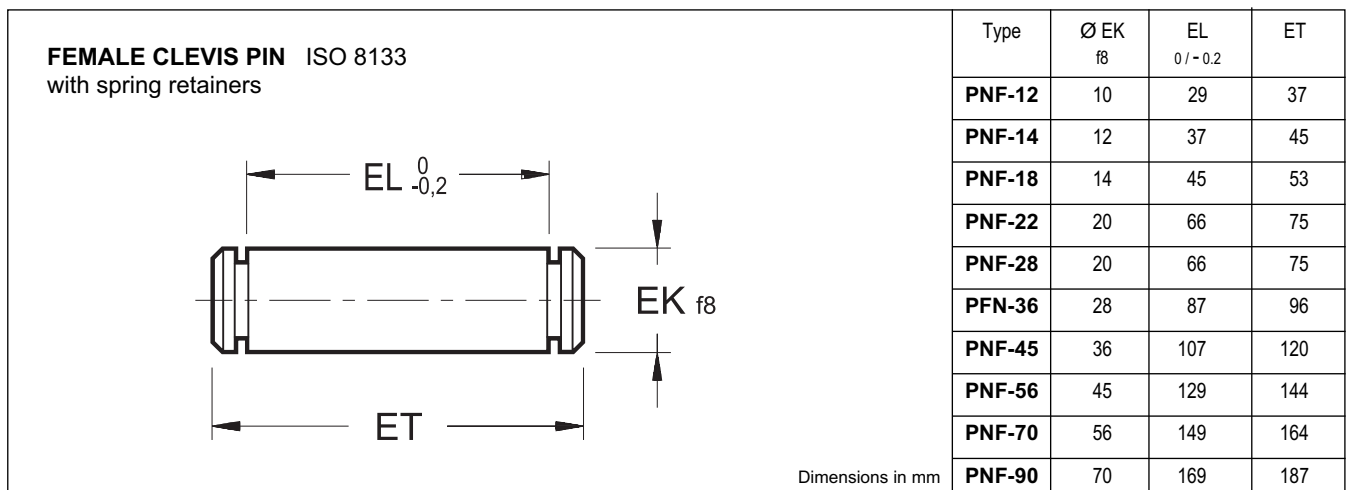 FEMALE CLEVIS PIN ISO 8133
with spring retainers
EL 0 -0,2
EK f8
ET
Dimensions in mm
Type Ø EK f8 EL 0 / - 0.2 ET
PNF-12 10 29 37
PNF-14 12 37 45
PNF-18 14 45 53
PNF-22 20 66 75
PNF-28 20 66 75
PFN-36 28 87 96
PNF-45 36 107 120
PNF-56 45 129 144
PNF-70 56 149 164
PNF-90 70 169 187